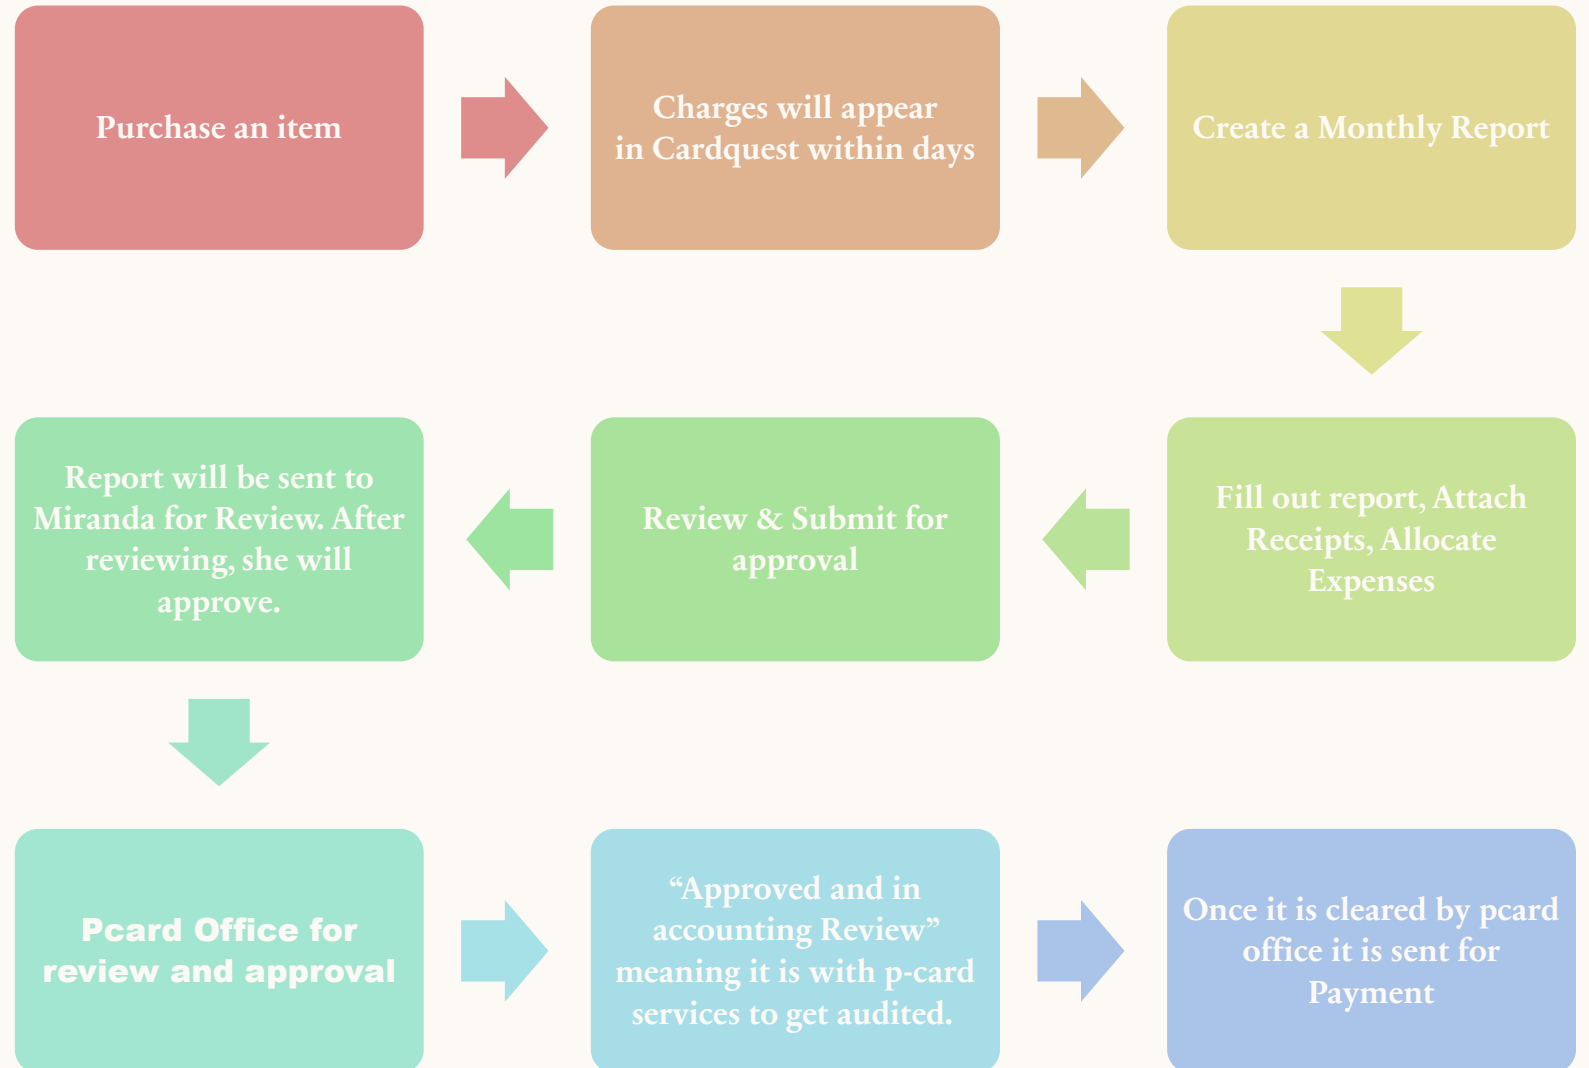 Purchase an item
Charges will appear
in Cardquest within days
Create a Monthly Report
Fill out report, Attach
Receipts, Allocate
Expenses
Review & Submit for
approval
Report will be sent to
Miranda for Review. After
reviewing, she will
approve.
Pcard Office for
review and approval
“Approved and in
accounting Review”
meaning it is with p-card
services to get audited.
Once it is cleared by pcard
office it is sent for
Payment